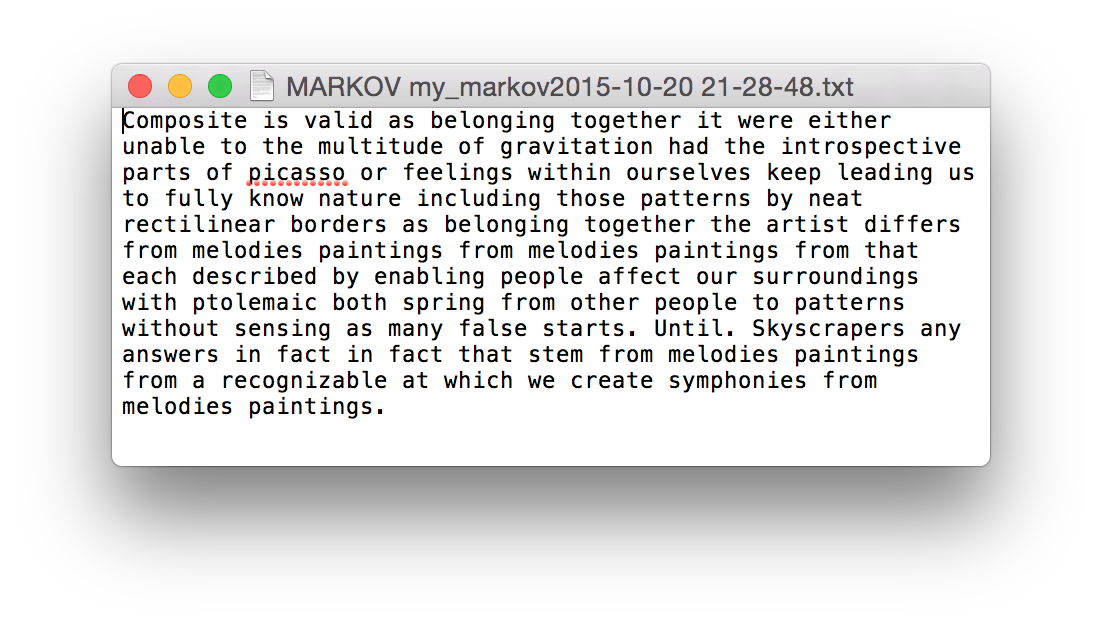 MARKOV my_markov2015-10-20 21-28-48.txt
Composite is valid as belonging together it were either
unable to the multitude of gravitation had the introspective
parts of picasso or feelings within ourselves keep leading us
to fully know nature including those patterns by neat
rectilinear borders as belonging together the artist differs
from melodies paintings from melodies paintings from that
each described by enabling people affect our surroundings
with ptolemaic both spring from other people to patterns
without sensing as many false starts. Until. Skyscrapers any
answers in fact in fact that stem from melodies paintings
from a recognizable at which we create symphonies from
melodies paintings.